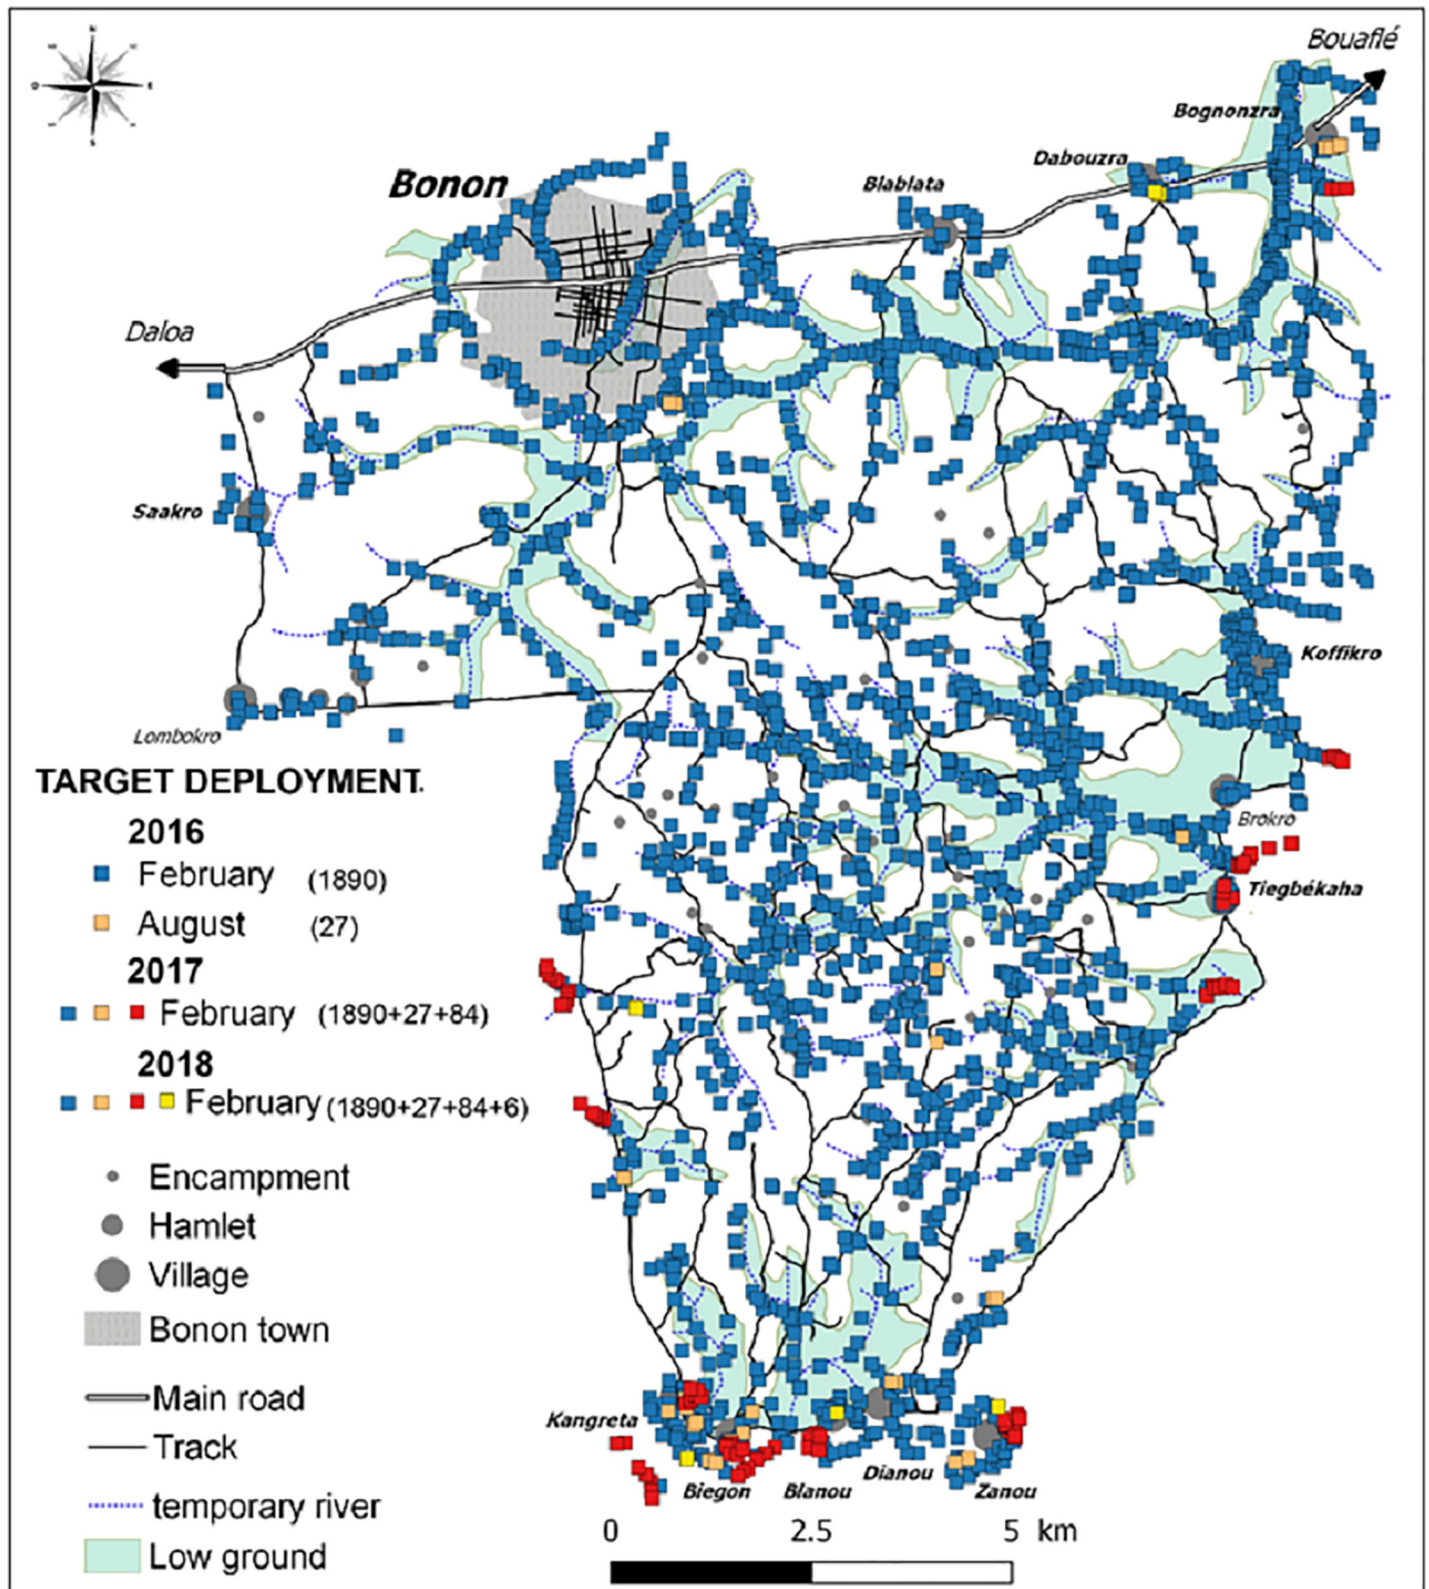 N
S
Bouaflé
Bognonzra
Dabouzra
Blablata
Bonon
Daloa
Saakro
Koffikro
Lombokro
TARGET DEPLOYMENT.
2016
February (1890)
August (27)
2017
February (1890+27+84)
2018
February (1890+27+84+6)
Brokro
Tiegbékaha
Encampment
Hamlet
Village
Bonon town
Main road
Track
temporary river
Low ground
Kangreta
Biegon
Blanou
Dianou
Zanou
0 2.5 5 km